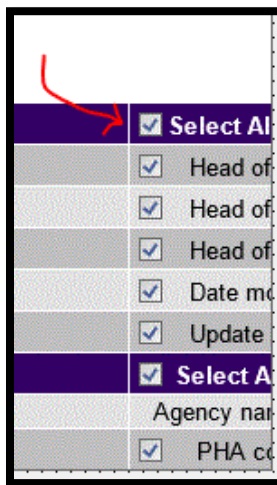 Select Al
Head of
Head of
Head of
Date mo
Update
Select A
Agency nar
PHA co